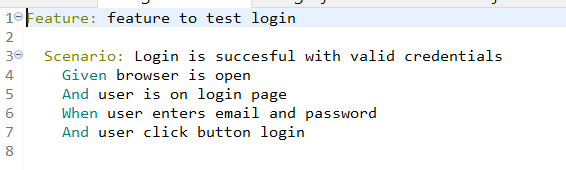 1 Feature: feature to test login
2
3 Scenario: Login is succesful with valid credentials
4 Given browser is open
5 And user is on login page
6 When user enters email and password
7 And user click button login
8